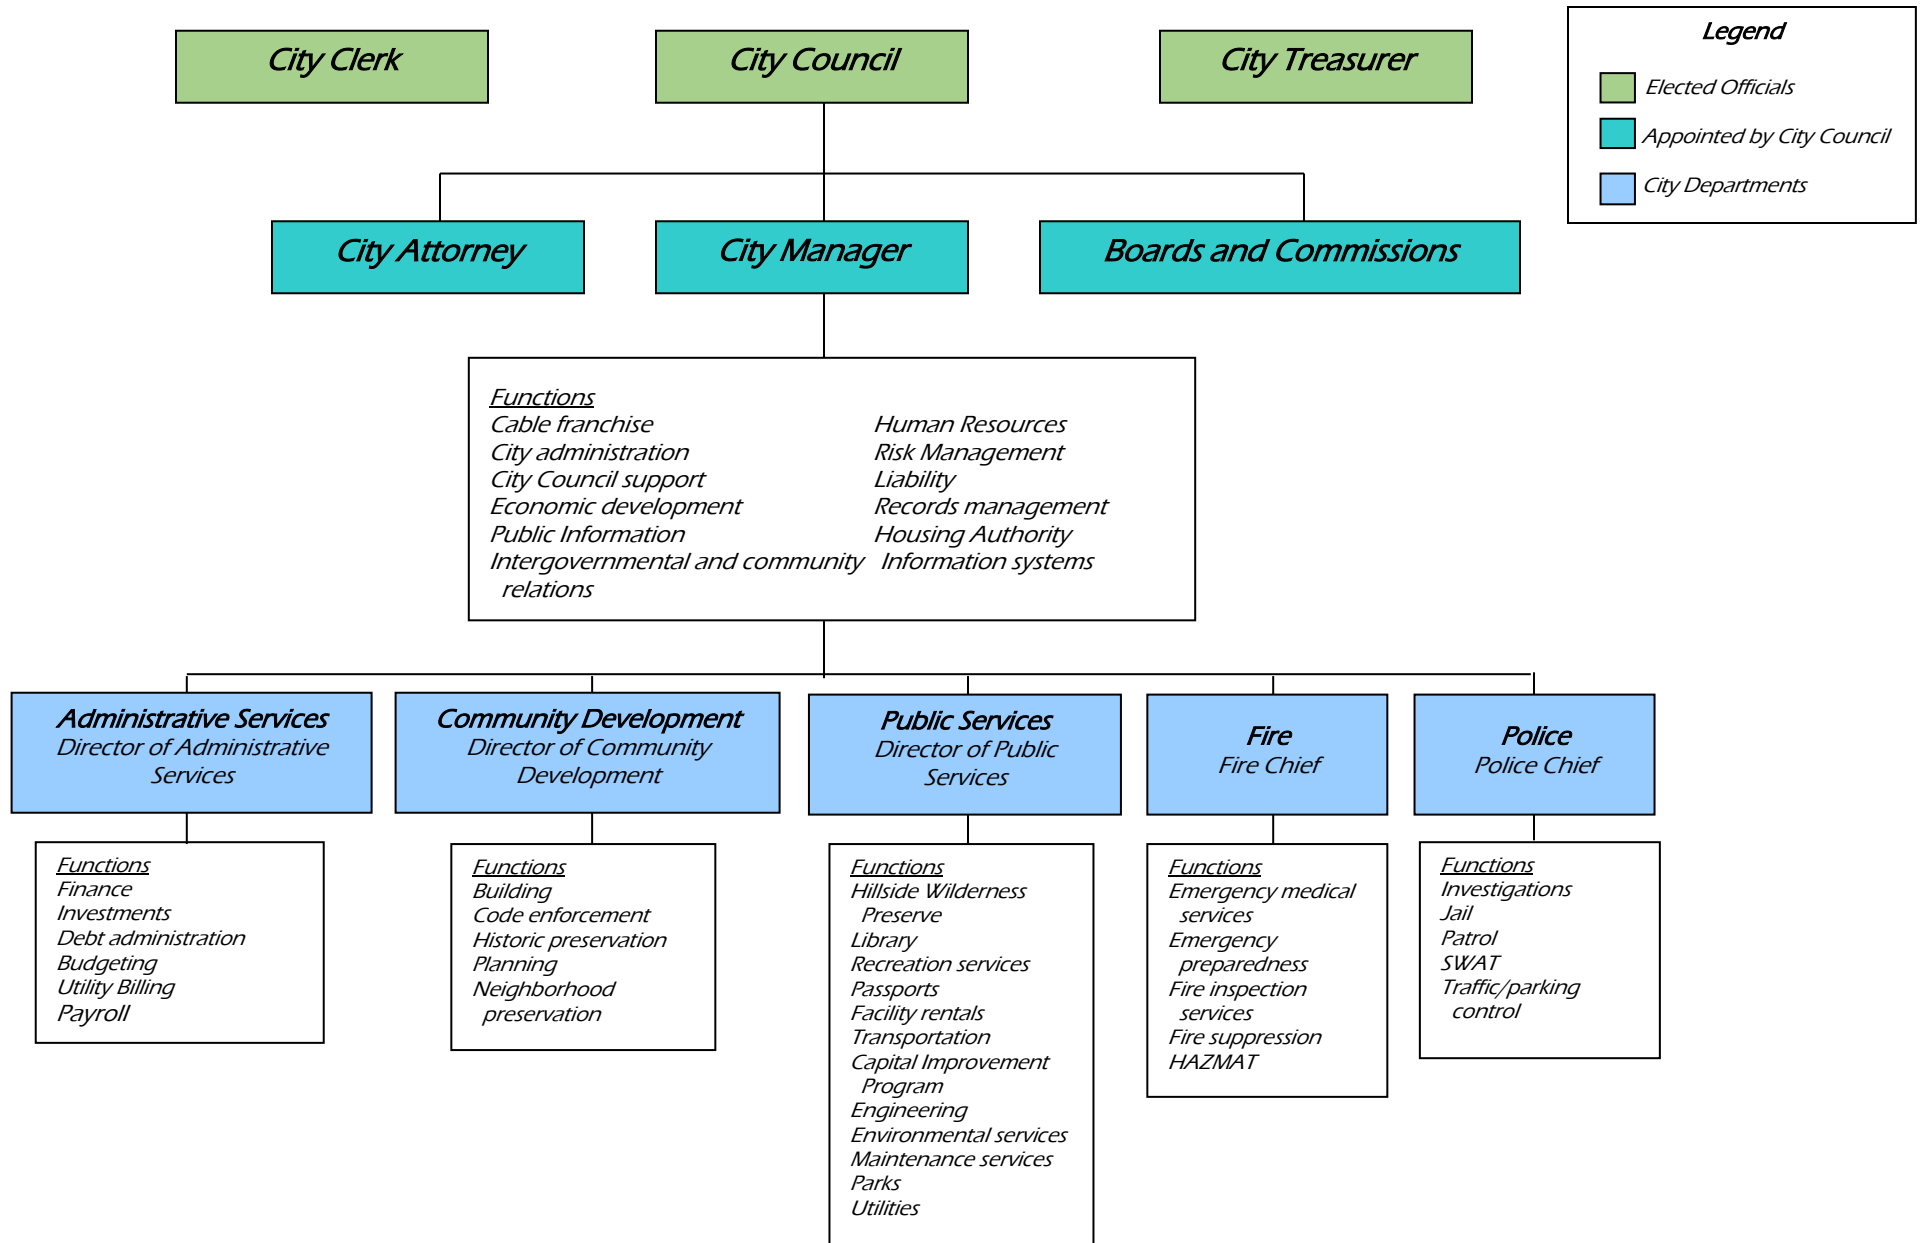 City Clerk
City Council
City Treasurer
Legend
Elected Officials
Appointed by City Council
City Departments
City Attorney
City Manager
Boards and Commissions
Functions
Cable franchise
City administration
City Council support
Economic development
Public Information
Intergovernmental and community
relations
Human Resources
Risk Management
Liability
Records management
Housing Authority
Information systems
Administrative Services
Director of Administrative
Services
Community Development
Director of Community
Development
Public Services
Director of Public
Services
Fire
Fire Chief
Police
Police Chief
Functions
Finance
Investments
Debt administration
Budgeting
Utility Billing
Payroll
Functions
Building
Code enforcement
Historic preservation
Planning
Neighborhood
preservation
Functions
Hillside Wilderness
Preserve
Library
Recreation services
Passports
Facility rentals
Transportation
Capital Improvement
Program
Engineering
Environmental services
Maintenance services
Parks
Utilities
Functions
Emergency medical
services
Emergency
preparedness
Fire inspection
services
Fire suppression
HAZMAT
Functions
Investigations
Jail
Patrol
SWAT
Traffic/parking
control